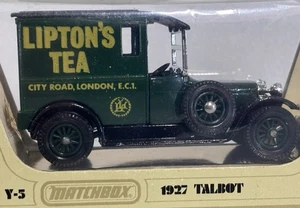 LIPTON'S
TEA
CITY ROAD, LONDON, E.C.1.
Y-5 MATCHBOX 1927 TALBOT